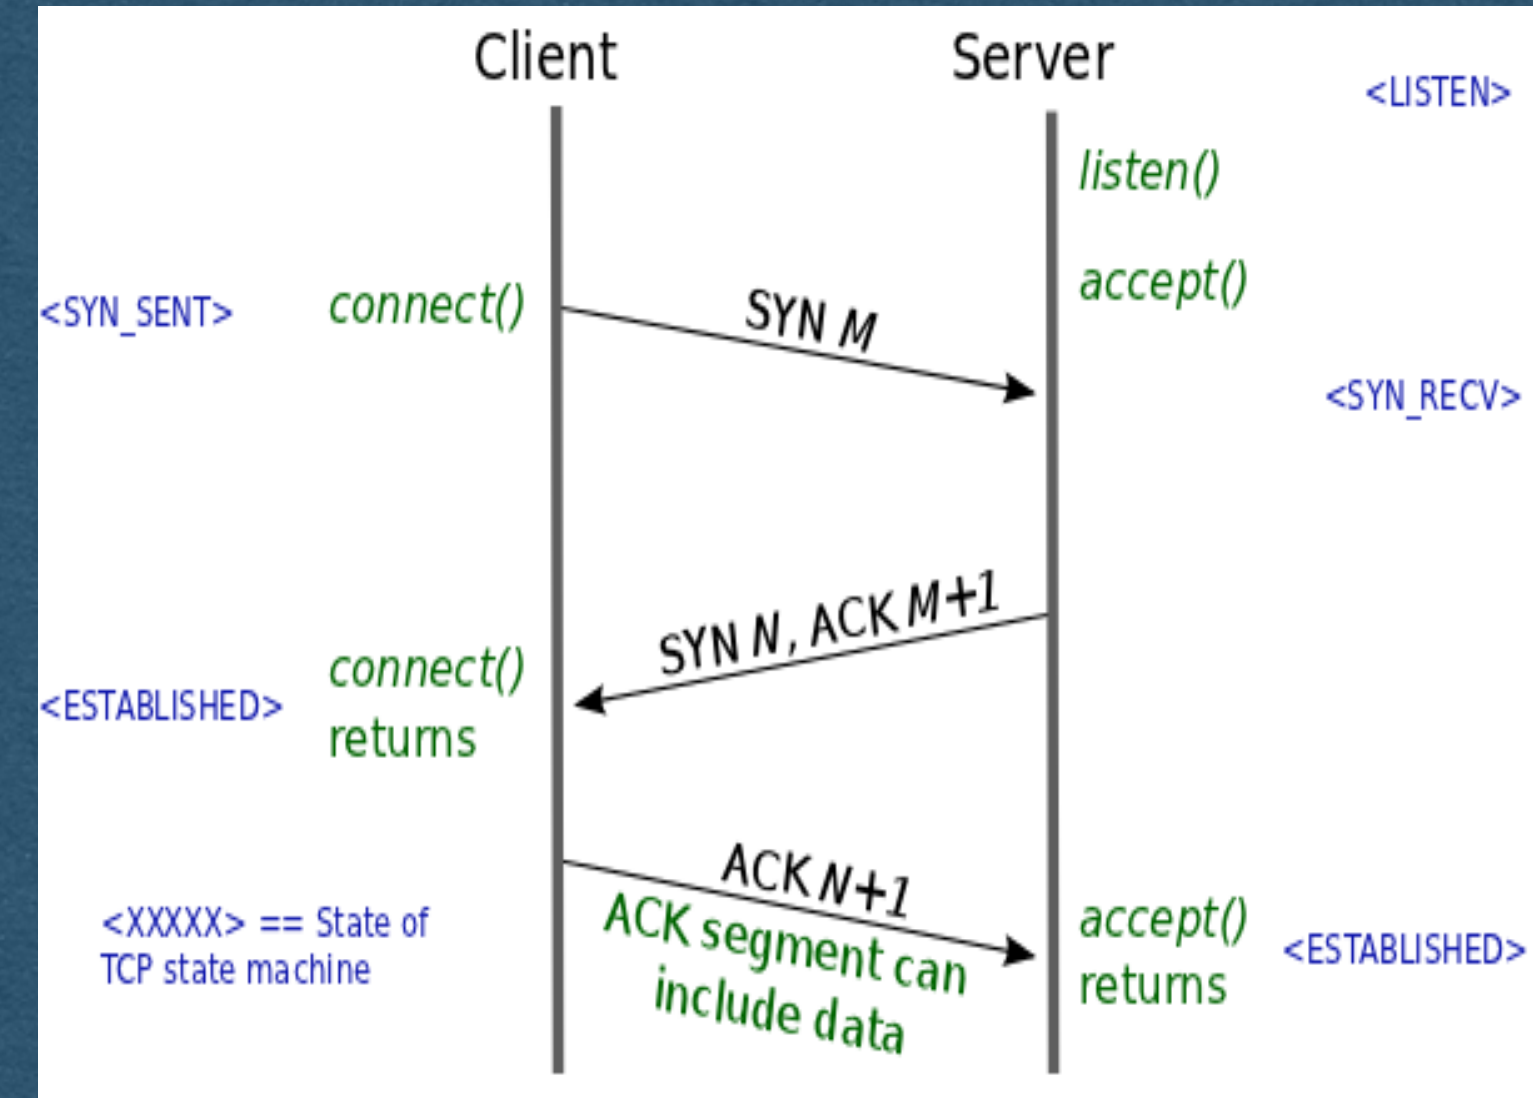 Client
Server
<LISTEN>
listen()
accept()
<SYN_SENT>
connect()
SYN M
<SYN_RECV>
SYN N, ACK M+1
connect()
returns
<ESTABLISHED>
ACK N+1
ACK segment can
include data
accept()
returns
<ESTABLISHED>
<XXXXX> == State of
TCP state machine